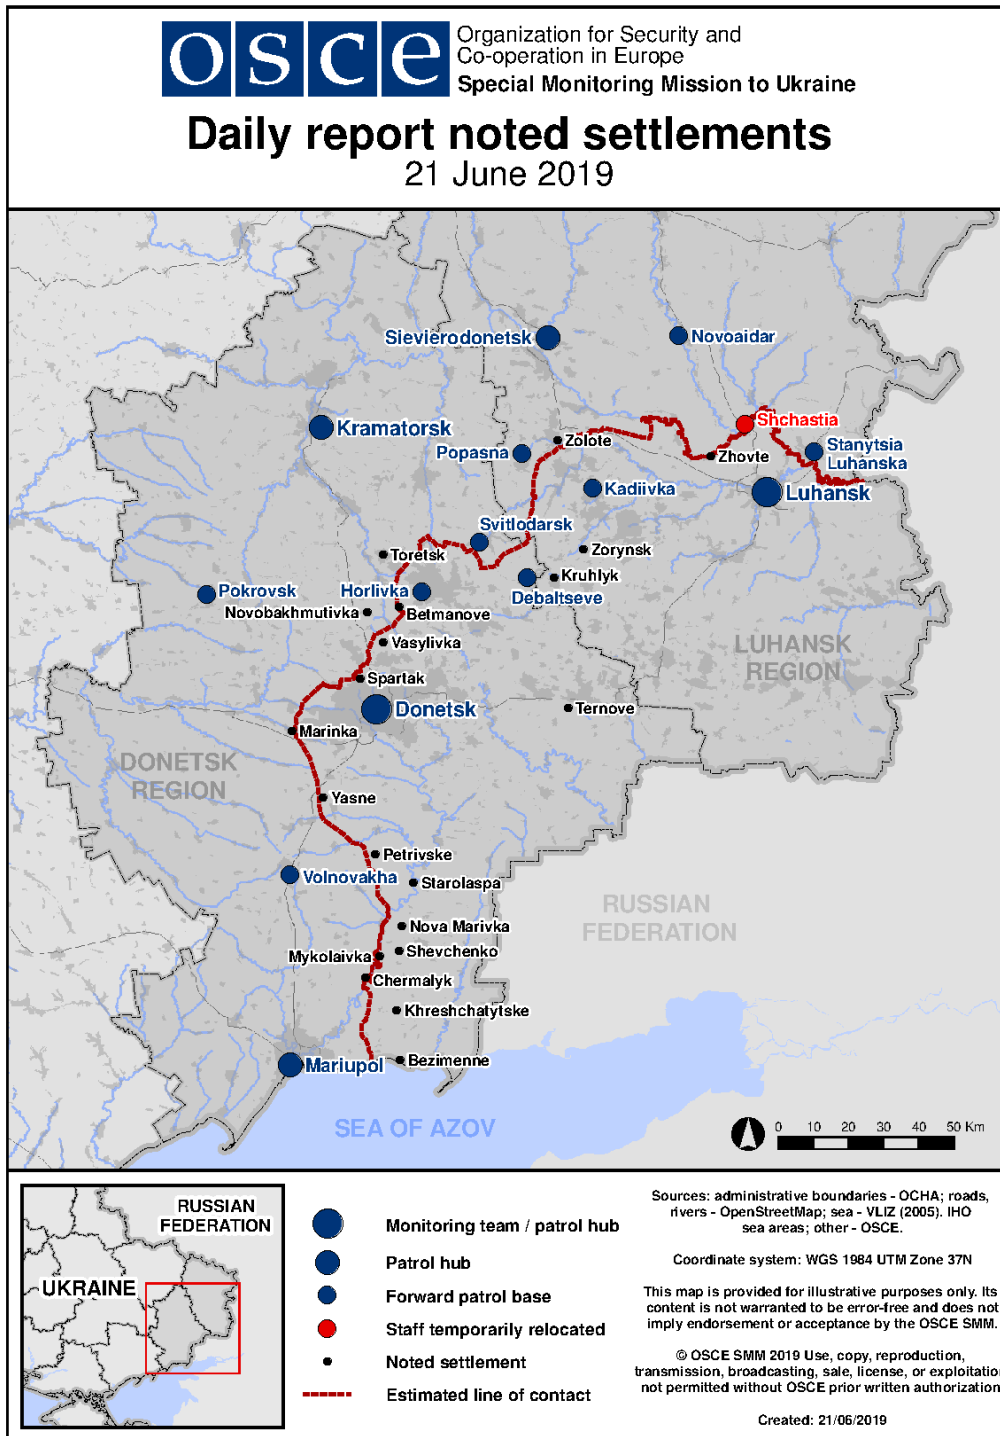 osce
Organization for Security and
Co-operation in Europe
Special Monitoring Mission to Ukraine
Daily report noted settlements
21 June 2019
Sievierodonetsk
Novoaidar
Kramatorsk
Shchastia
Zolote
Popasna
Zhovte
Stanytsia
Luhanska
Kadiivka
Luhansk
Svitlodarsk
Toretsk
Zorynsk
Kruhlyk
Pokrovsk
Horlivka
Debaltseve
Novobakhmutivka
Betmanove
Vasylivka
LUHANSK
REGION
Spartak
Donetsk
Ternove
Marinka
DONETSK
REGION
Yasne
Petrivske
Volnovakha
Starolaspa
RUSSIAN
FEDERATION
Nova Marivka
Mykolaivka
Shevchenko
Chermalyk
Khreshchatytske
Mariupol
Bezimenne
SEA OF AZOV
0 10 20 30 40 50 Km
RUSSIAN
FEDERATION
UKRAINE
Monitoring team / patrol hub
Patrol hub
Forward patrol base
Staff temporarily relocated
Noted settlement
Estimated line of contact
Sources: administrative boundaries - OCHA; roads,
rivers - OpenStreetMap; sea - VLIZ (2005). IHO
sea areas; other - OSCE.
Coordinate system: WGS 1984 UTM Zone 37N
This map is provided for illustrative purposes only. Its
content is not warranted to be error-free and does not
imply endorsement or acceptance by the OSCE SMM.
© OSCE SMM 2019 Use, copy, reproduction,
transmission, broadcasting, sale, license, or exploitation
not permitted without OSCE prior written authorization
Created: 21/06/2019